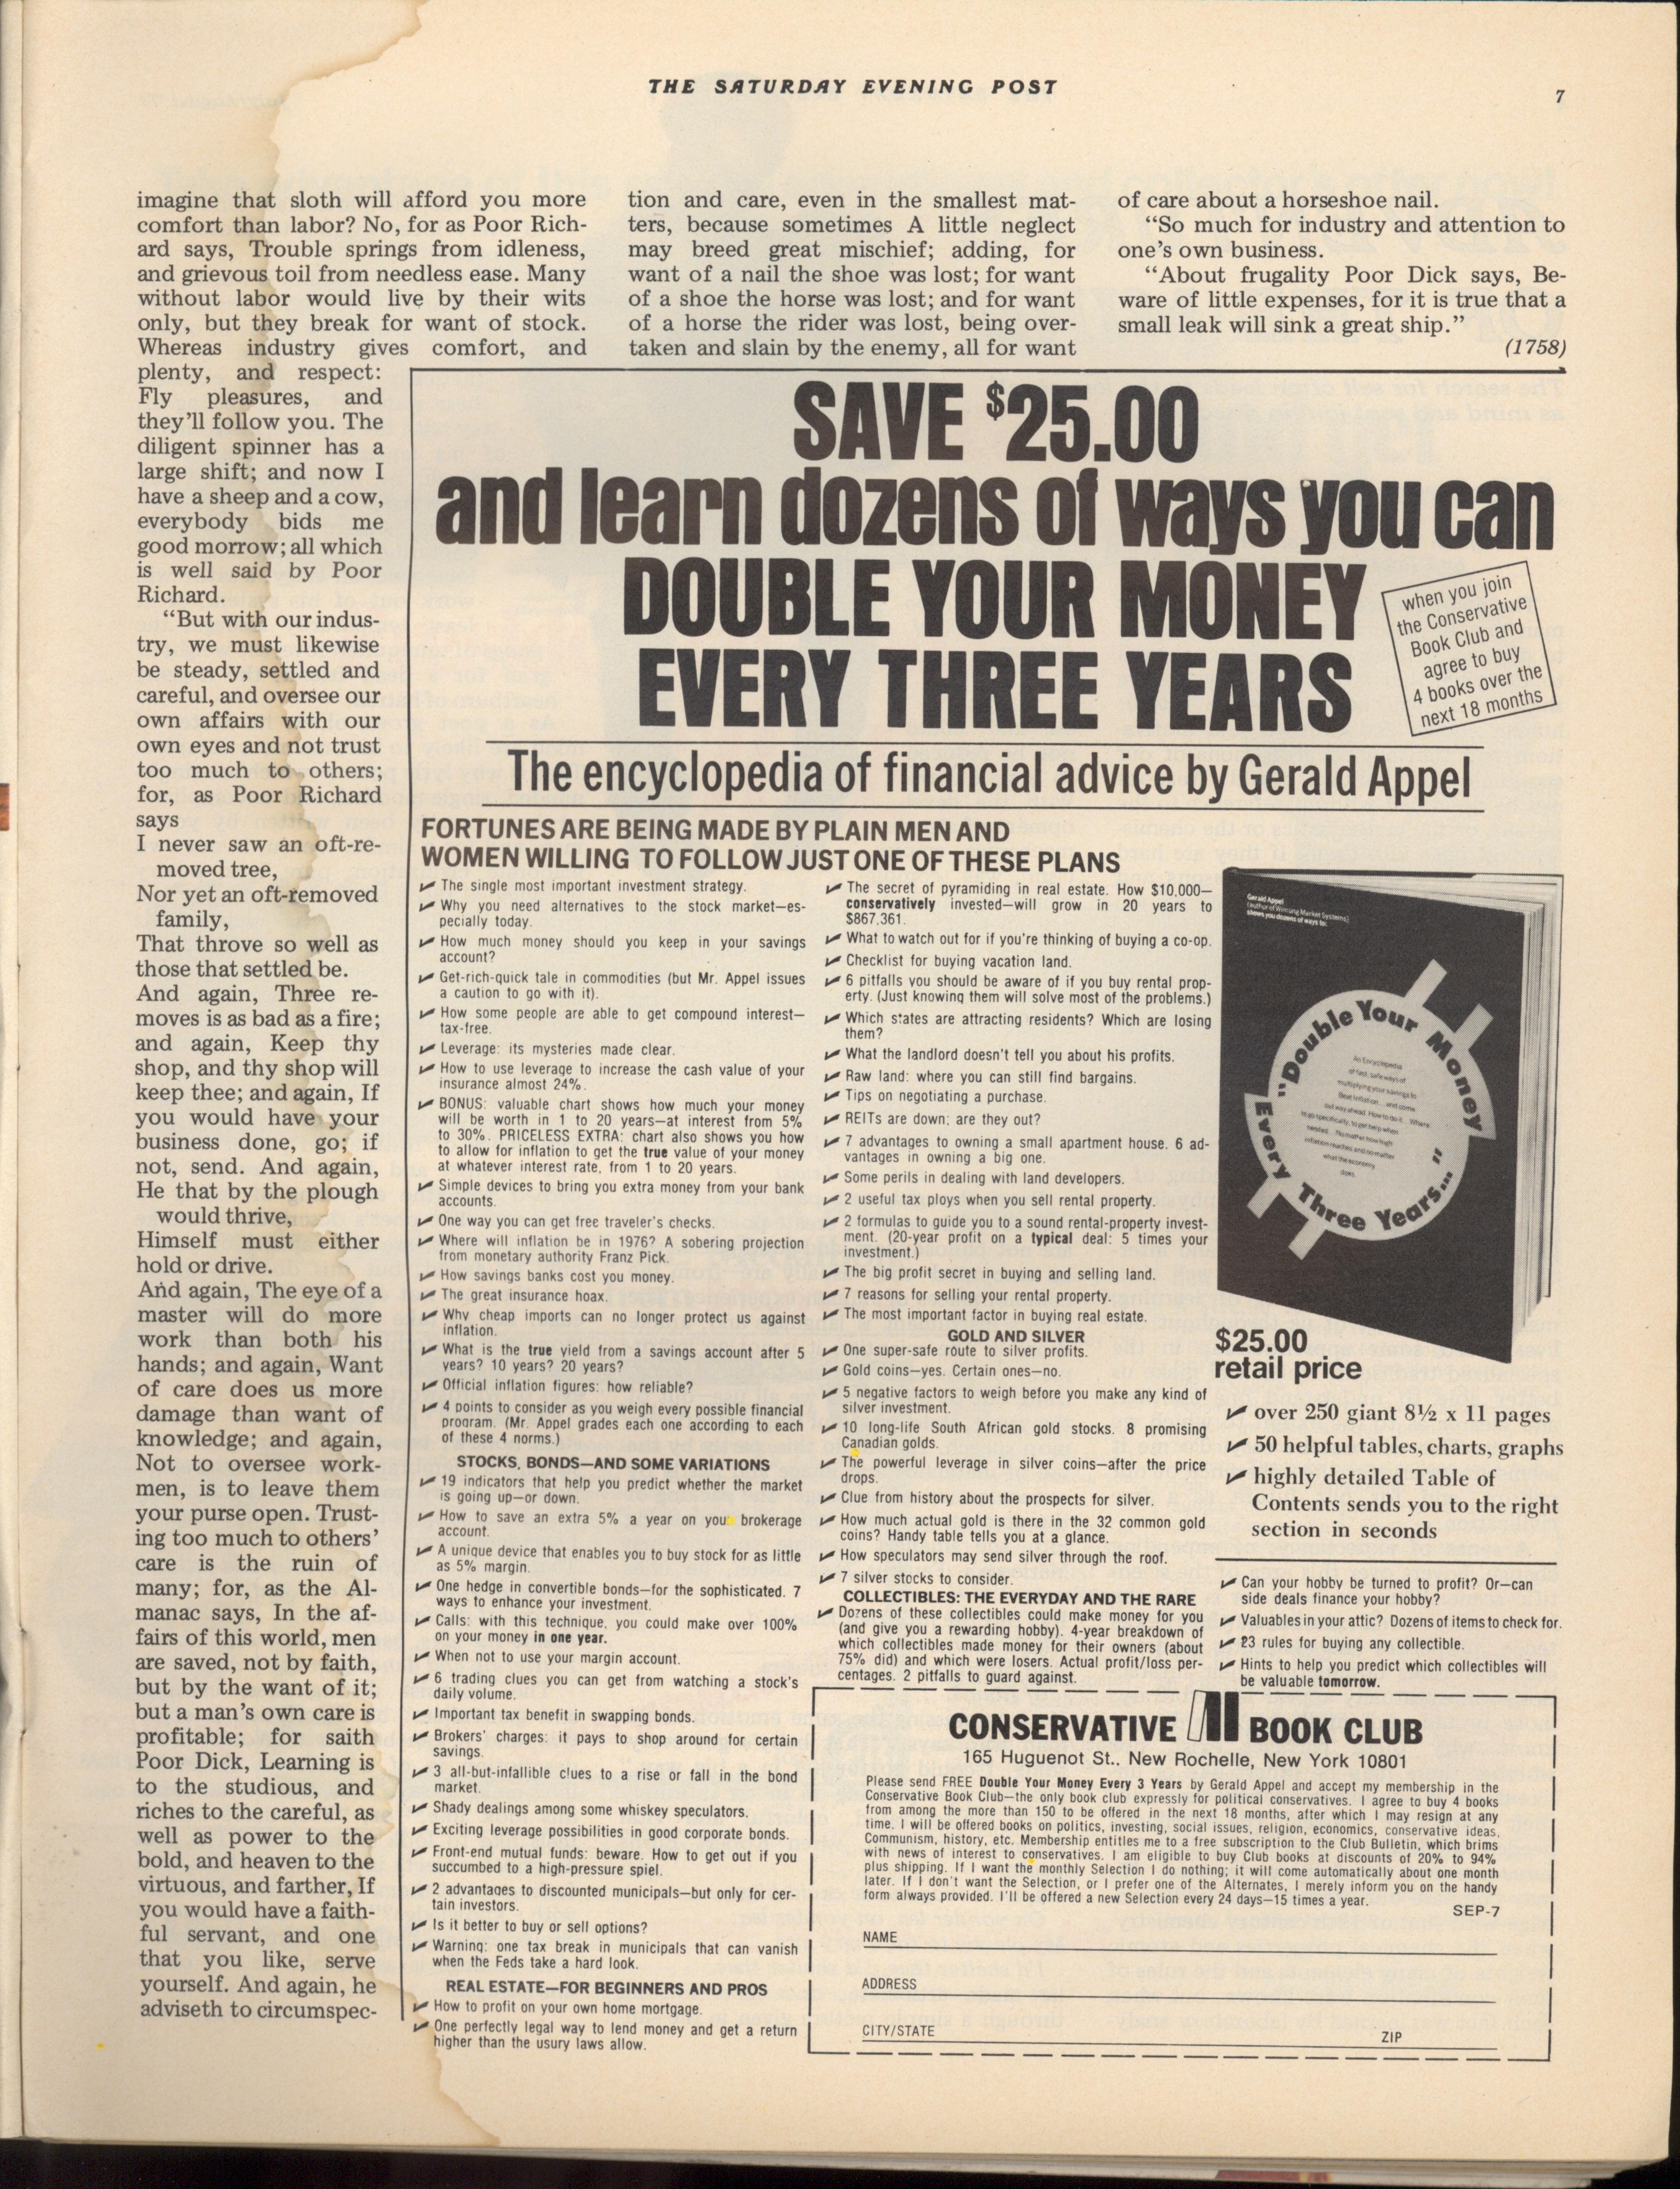 THE SATURDAY EVENING POST
7
imagine that sloth will afford you more
comfort than labor? No, for as Poor Rich-
ard says, Trouble springs from idleness,
and grievous toil from needless ease. Many
without labor would live by their wits
only, but they break for want of stock.
Whereas industry gives comfort, and
plenty, and respect:
Fly pleasures, and
they'll follow you. The
diligent spinner has a
large shift; and now I
have a sheep and a cow,
everybody bids me
good morrow; all which
is well said by Poor
Richard.
"But with our indus-
try, we must likewise
be steady, settled and
careful, and oversee our
own affairs with our
own eyes and not trust
too much to others;
for, as Poor Richard
says
I never saw an oft-re-
moved tree,
Nor yet an oft-removed
family,
That throve so well as
those that settled be.
And again, Three re-
moves is as bad as a fire;
and again, Keep thy
shop, and thy shop will
keep thee; and again, If
you would have your
business done, go; if
not, send. And again,
He that by the plough
would thrive,
Himself must either
hold or drive.
And again, The eye of a
master will do more
work than both his
hands; and again, Want
of care does us more
damage than want of
knowledge; and again,
Not to oversee work-
men, is to leave them
your purse open. Trust-
ing too much to others'
care is the ruin of
many; for, as the Al-
manac says, In the af-
fairs of this world, men
are saved, not by faith,
but by the want of it;
but a man's own care is
profitable; for saith
Poor Dick, Learning is
to the studious, and
riches to the careful, as
well as power to the
bold, and heaven to the
virtuous, and farther, If
you would have a faith-
ful servant, and one
that you like, serve
yourself. And again, he
adviseth to circumspec-
tion and care, even in the smallest mat-
ters, because sometimes A little neglect
may breed great mischief; adding, for
want of a nail the shoe was lost; for want
of a shoe the horse was lost; and for want
of a horse the rider was lost, being over-
taken and slain by the enemy, all for want
of care about a horseshoe nail.
"So much for industry and attention to
one's own business.
"About frugality Poor Dick says, Be-
ware of little expenses, for it is true that a
small leak will sink a great ship."
(1758)
SAVE $25.00
and learn dozens of ways you can
DOUBLE YOUR MONEY
EVERY THREE YEARS
when you join
the Conservative
Book Club and
agree to buy
4 books over the
next 18 months
The encyclopedia of financial advice by Gerald Appel
FORTUNES ARE BEING MADE BY PLAIN MEN AND
WOMEN WILLING TO FOLLOW JUST ONE OF THESE PLANS
The single most important investment strategy.
Why you need alternatives to the stock market—es-
pecially today.
How much money should you keep in your savings
account?
Get-rich-quick tale in commodities (but Mr. Appel issues
a caution to go with it).
How some people are able to get compound interest—
tax-free.
Leverage: its mysteries made clear.
How to use leverage to increase the cash value of your
insurance almost 24%.
BONUS: valuable chart shows how much your money
will be worth in 1 to 20 years—at interest from 5%
to 30%. PRICELESS EXTRA: chart also shows you how
to allow for inflation to get the true value of your money
at whatever interest rate, from 1 to 20 years.
Simple devices to bring you extra money from your bank
accounts.
One way you can get free traveler's checks.
Where will inflation be in 1976? A sobering projection
from monetary authority Franz Pick.
How savings banks cost you money.
The great insurance hoax.
Why cheap imports can no longer protect us against
inflation.
What is the true yield from a savings account after 5
years? 10 years? 20 years?
Official inflation figures: how reliable?
4 points to consider as you weigh every possible financial
program. (Mr. Appel grades each one according to each
of these 4 norms.)
STOCKS, BONDS—AND SOME VARIATIONS
19 indicators that help you predict whether the market
is going up—or down.
How to save an extra 5% a year on your brokerage
account.
A unique device that enables you to buy stock for as little
as 5% margin.
One hedge in convertible bonds—for the sophisticated. 7
ways to enhance your investment.
Calls: with this technique, you could make over 100%
on your money in one year.
When not to use your margin account.
6 trading clues you can get from watching a stock's
daily volume.
Important tax benefit in swapping bonds.
Brokers' charges: it pays to shop around for certain
savings.
3 all-but-infallible clues to a rise or fall in the bond
market.
Shady dealings among some whiskey speculators.
Exciting leverage possibilities in good corporate bonds.
Front-end mutual funds: beware. How to get out if you
succumbed to a high-pressure spiel.
2 advantages to discounted municipals—but only for cer-
tain investors.
Is it better to buy or sell options?
Warning: one tax break in municipals that can vanish
when the Feds take a hard look.
REAL ESTATE—FOR BEGINNERS AND PROS
How to profit on your own home mortgage.
One perfectly legal way to lend money and get a return
higher than the usury laws allow.
The secret of pyramiding in real estate. How $10,000—
conservatively invested—will grow in 20 years to
$867,361.
What to watch out for if you're thinking of buying a co-op.
Checklist for buying vacation land.
6 pitfalls you should be aware of if you buy rental prop-
erty. (Just knowing them will solve most of the problems.)
Which states are attracting residents? Which are losing
them?
What the landlord doesn't tell you about his profits.
Raw land: where you can still find bargains.
Tips on negotiating a purchase.
REITs are down; are they out?
7 advantages to owning a small apartment house. 6 ad-
vantages in owning a big one.
Some perils in dealing with land developers.
2 useful tax ploys when you sell rental property.
2 formulas to guide you to a sound rental-property invest-
ment. (20-year profit on a typical deal: 5 times your
investment.)
The big profit secret in buying and selling land.
7 reasons for selling your rental property.
The most important factor in buying real estate.
GOLD AND SILVER
One super-safe route to silver profits.
Gold coins—yes. Certain ones—no.
5 negative factors to weigh before you make any kind of
silver investment.
10 long-life South African gold stocks. 8 promising
Canadian golds.
The powerful leverage in silver coins—after the price
drops.
Clue from history about the prospects for silver.
How much actual gold is there in the 32 common gold
coins? Handy table tells you at a glance.
How speculators may send silver through the roof.
7 silver stocks to consider.
COLLECTIBLES: THE EVERYDAY AND THE RARE
Dozens of these collectibles could make money for you
(and give you a rewarding hobby). 4-year breakdown of
which collectibles made money for their owners (about
75% did) and which were losers. Actual profit/loss per-
centages. 2 pitfalls to guard against.
Gerald Appel
(author of Winning Market Systems)
shows you dozens of ways to:
"Double Your Money
Every Three Years..."
An Encyclopedia
of fast, safe ways of
multiplying your savings to
Beat Inflation... and come
out way ahead. How to do it... Where
to go specifically, to get help when
needed... No matter how high
inflation reaches and no matter
what the economy
does.
$25.00
retail price
over 250 giant 8½ x 11 pages
50 helpful tables, charts, graphs
highly detailed Table of
Contents sends you to the right
section in seconds
Can your hobby be turned to profit? Or—can
side deals finance your hobby?
Valuables in your attic? Dozens of items to check for.
23 rules for buying any collectible.
Hints to help you predict which collectibles will
be valuable tomorrow.
CONSERVATIVE BOOK CLUB
165 Huguenot St., New Rochelle, New York 10801
Please send FREE Double Your Money Every 3 Years by Gerald Appel and accept my membership in the
Conservative Book Club—the only book club expressly for political conservatives. I agree to buy 4 books
from among the more than 150 to be offered in the next 18 months, after which I may resign at any
time. I will be offered books on politics, investing, social issues, religion, economics, conservative ideas,
Communism, history, etc. Membership entitles me to a free subscription to the Club Bulletin, which brims
with news of interest to conservatives. I am eligible to buy Club books at discounts of 20% to 94%
plus shipping. If I want the monthly Selection I do nothing; it will come automatically about one month
later. If I don't want the Selection, or I prefer one of the Alternates, I merely inform you on the handy
form always provided. I'll be offered a new Selection every 24 days—15 times a year.
SEP-7
NAME
ADDRESS
CITY/STATE ZIP